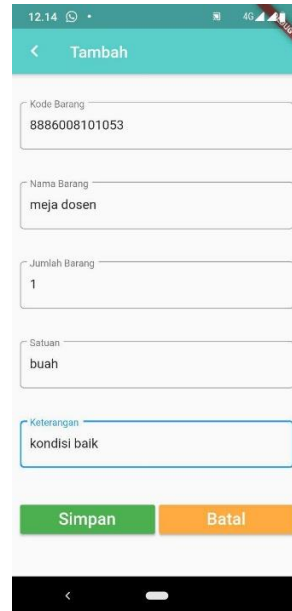 12.14 4G
Tambah
Kode Barang
8886008101053
Nama Barang
meja dosen
Jumlah Barang
1
Satuan
buah
Keterangan
kondisi baik
Simpan Batal